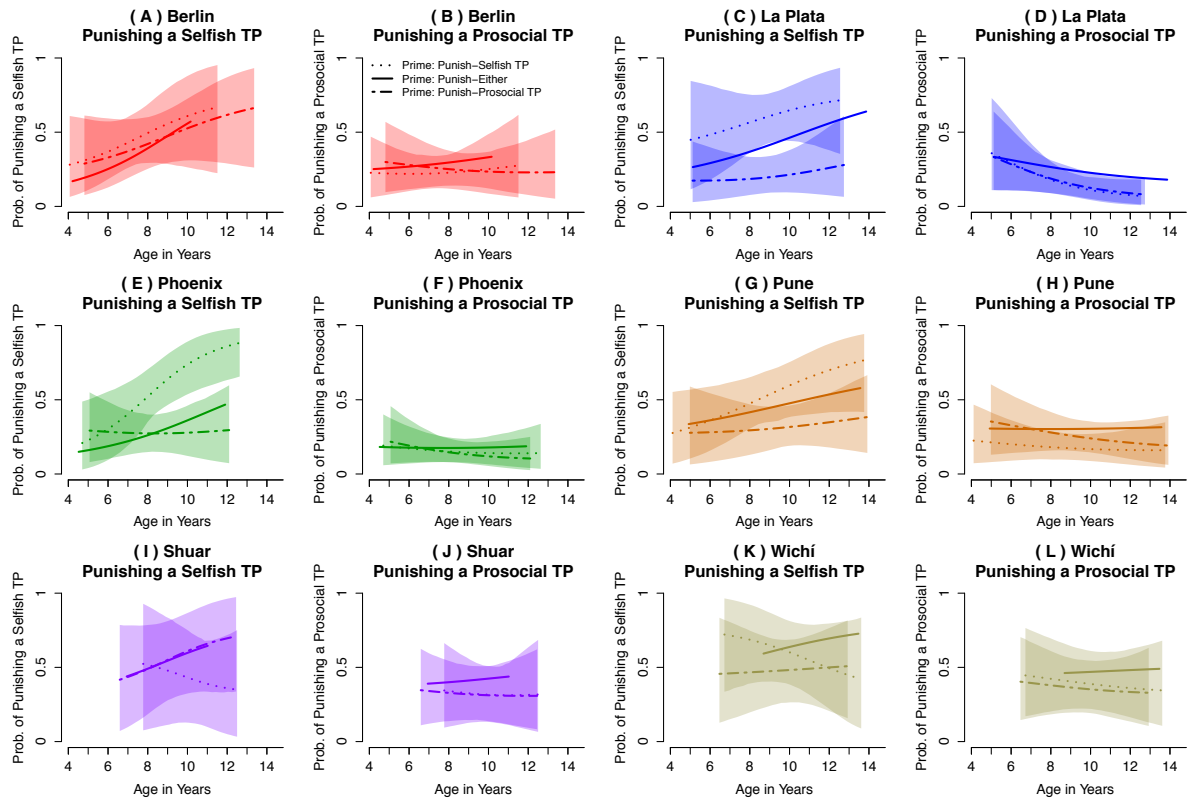 ( A ) Berlin
Punishing a Selfish TP
Prob. of Punishing a Selfish TP
0
0.5
1
4 6 8 10 12 14
Age in Years
( B ) Berlin
Punishing a Prosocial TP
Prob. of Punishing a Prosocial TP
0
0.5
1
Prime: Punish−Selfish TP
Prime: Punish−Either
Prime: Punish−Prosocial TP
4 6 8 10 12 14
Age in Years
( C ) La Plata
Punishing a Selfish TP
Prob. of Punishing a Selfish TP
0
0.5
1
4 6 8 10 12 14
Age in Years
( D ) La Plata
Punishing a Prosocial TP
Prob. of Punishing a Prosocial TP
0
0.5
1
4 6 8 10 12 14
Age in Years
( E ) Phoenix
Punishing a Selfish TP
Prob. of Punishing a Selfish TP
0
0.5
1
4 6 8 10 12 14
Age in Years
( F ) Phoenix
Punishing a Prosocial TP
Prob. of Punishing a Prosocial TP
0
0.5
1
4 6 8 10 12 14
Age in Years
( G ) Pune
Punishing a Selfish TP
Prob. of Punishing a Selfish TP
0
0.5
1
4 6 8 10 12 14
Age in Years
( H ) Pune
Punishing a Prosocial TP
Prob. of Punishing a Prosocial TP
0
0.5
1
4 6 8 10 12 14
Age in Years
( I ) Shuar
Punishing a Selfish TP
Prob. of Punishing a Selfish TP
0
0.5
1
4 6 8 10 12 14
Age in Years
( J ) Shuar
Punishing a Prosocial TP
Prob. of Punishing a Prosocial TP
0
0.5
1
4 6 8 10 12 14
Age in Years
( K ) Wichí
Punishing a Selfish TP
Prob. of Punishing a Selfish TP
0
0.5
1
4 6 8 10 12 14
Age in Years
( L ) Wichí
Punishing a Prosocial TP
Prob. of Punishing a Prosocial TP
0
0.5
1
4 6 8 10 12 14
Age in Years